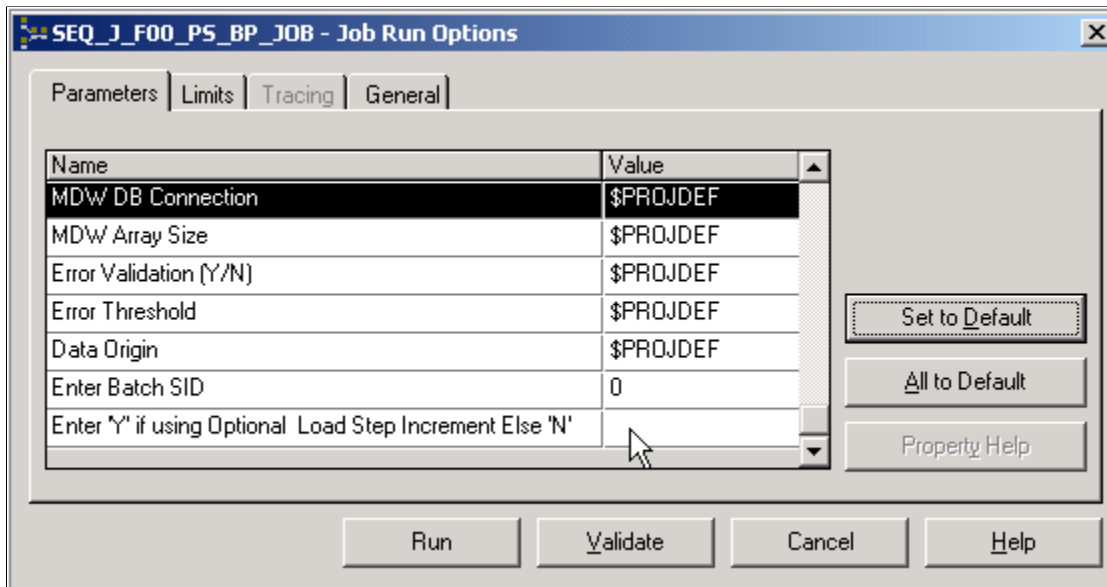 SEQ_J_F00_PS_BP_JOB - Job Run Options
Parameters Limits Tracing General
Name Value
MDW DB Connection $PROJDEF
MDW Array Size $PROJDEF
Error Validation (Y/N) $PROJDEF
Error Threshold $PROJDEF
Set to Default
Data Origin $PROJDEF
Enter Batch SID 0
All to Default
Enter 'Y' if using Optional Load Step Increment Else 'N'
Property Help
Run Validate Cancel Help